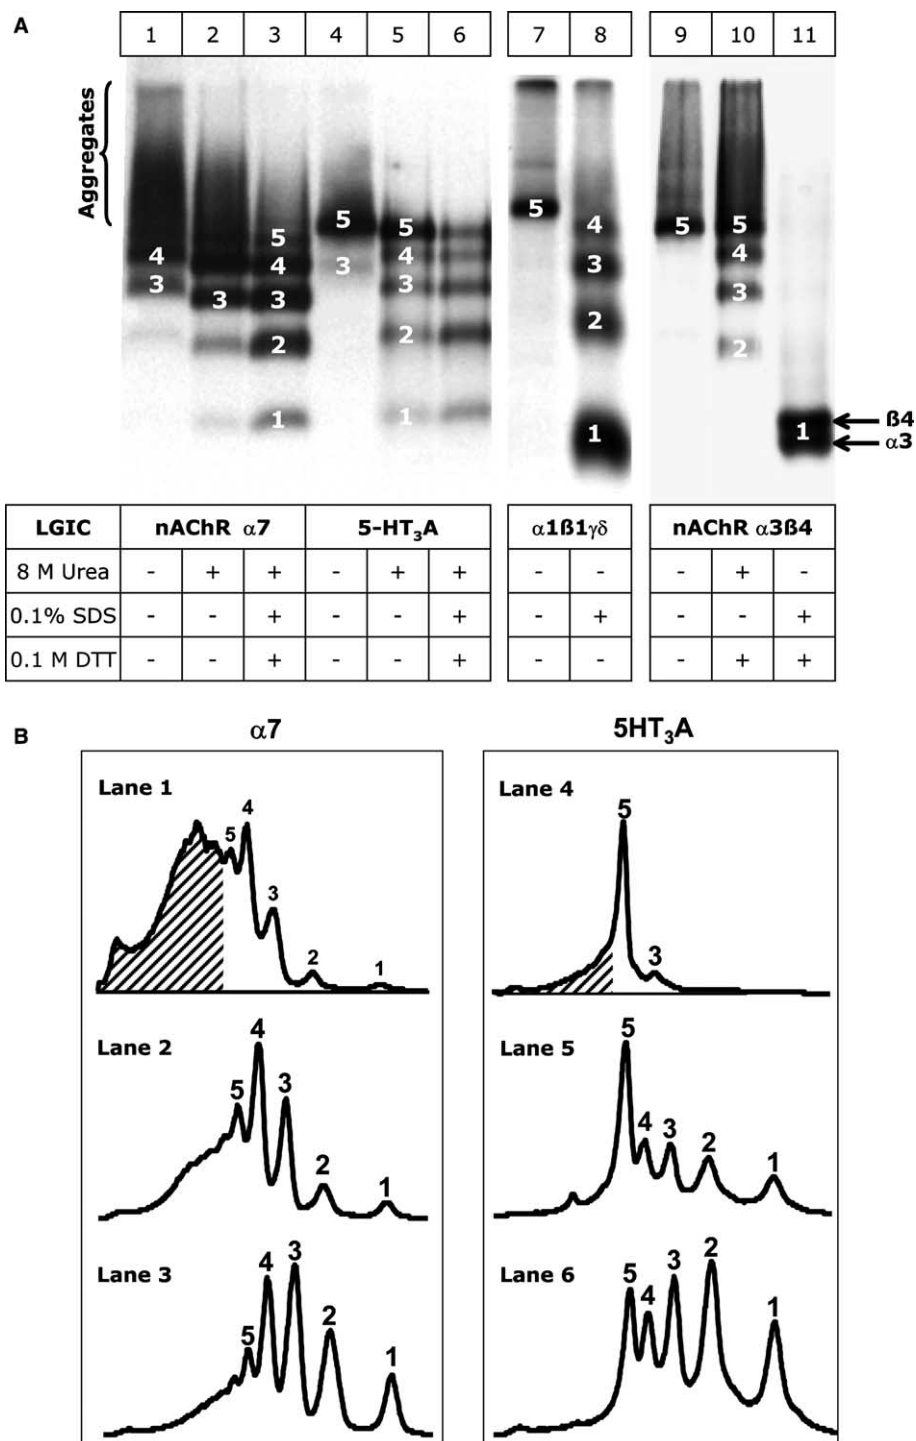 A
1 2 3 4 5 6 7 8 9 10 11
Aggregates
5 5 5 5 5 4 5 5
4 4 4 4 3 4
3 3 3 3 3 2 3
2 2 2
1 1 1 1
ß4
α3
LGIC nAChR α7 5-HT₃A α1ß1γδ nAChR α3ß4
8 M Urea - + + - + + - - - + -
0.1% SDS - - + - - + - + - - +
0.1 M DTT - - + - - + - - - + +
B
α7 5HT₃A
Lane 1
5 4 3 2 1
Lane 4
5 3
Lane 2
5 4 3 2 1
Lane 5
5 4 3 2 1
Lane 3
5 4 3 2 1
Lane 6
5 4 3 2 1